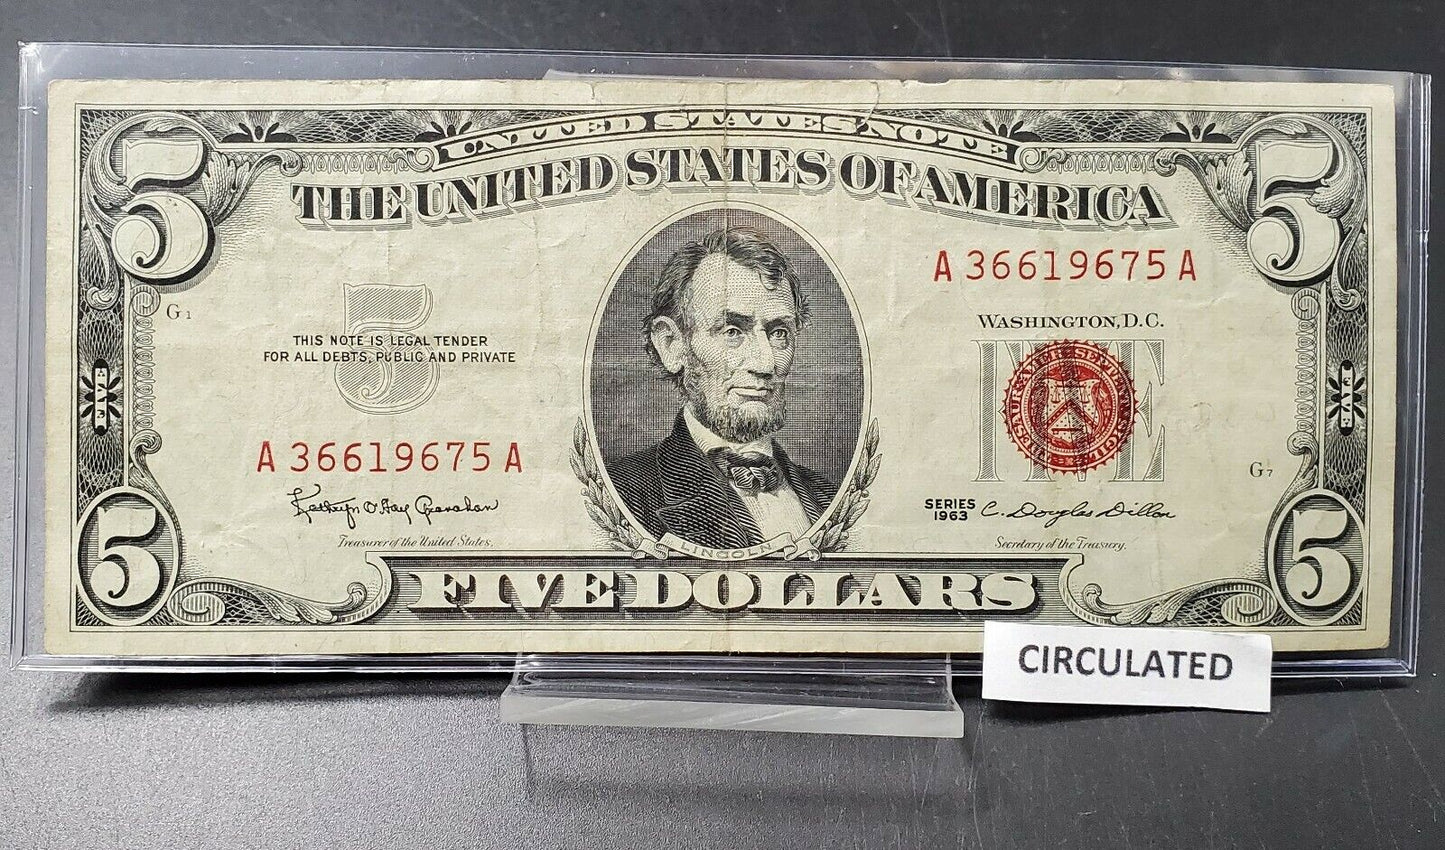 UNITED STATES NOTE
THE UNITED STATES OF AMERICA
5 5
A 36619675 A
G1
WASHINGTON, D.C.
THIS NOTE IS LEGAL TENDER
FOR ALL DEBTS, PUBLIC AND PRIVATE
5
FIVE
FIVE
FIVE
A 36619675 A
G7
Kathryn O'Hay Granahan
Treasurer of the United States.
SERIES
1963
C. Douglas Dillon
Secretary of the Treasury.
LINCOLN
5 5
FIVE DOLLARS
CIRCULATED